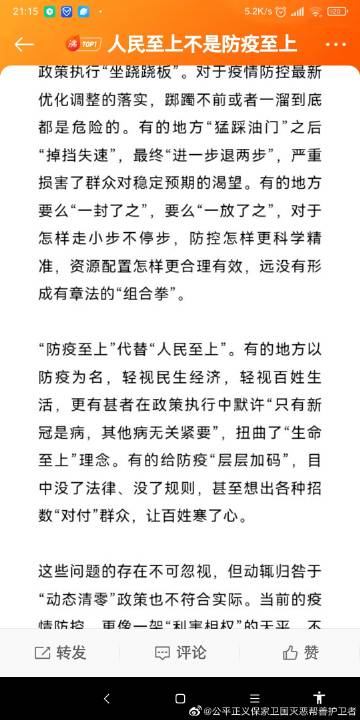 21:15
5.2K/s
20
TOP1
人民至上不是防疫至上
政策执行“坐跷跷板”。对于疫情防控最新
优化调整的落实，踯躅不前或者一溜到底
都是危险的。有的地方“猛踩油门”之后
“掉挡失速”，最终“进一步退两步”，严重
损害了群众对稳定预期的渴望。有的地方
要么“一封了之”，要么“一放了之”，对于
怎样走小步不停步，防控怎样更科学精
准，资源配置怎样更合理有效，远没有形
成有章法的“组合拳”。
“防疫至上”代替“人民至上”。有的地方以
防疫为名，轻视民生经济，轻视百姓生
活，更有甚者在政策执行中默许“只有新
冠是病，其他病无关紧要”，扭曲了“生命
至上”理念。有的给防疫“层层加码”，目
中没了法律、没了规则，甚至想出各种招
数“对付”群众，让百姓寒了心。
这些问题的存在不可忽视，但动辄归咎于
“动态清零”政策也不符合实际。当前的疫
情防控，更像一架“利害相权”的天平，不
转发
评论
赞
@公平正义保家卫国灭恶帮善护卫者